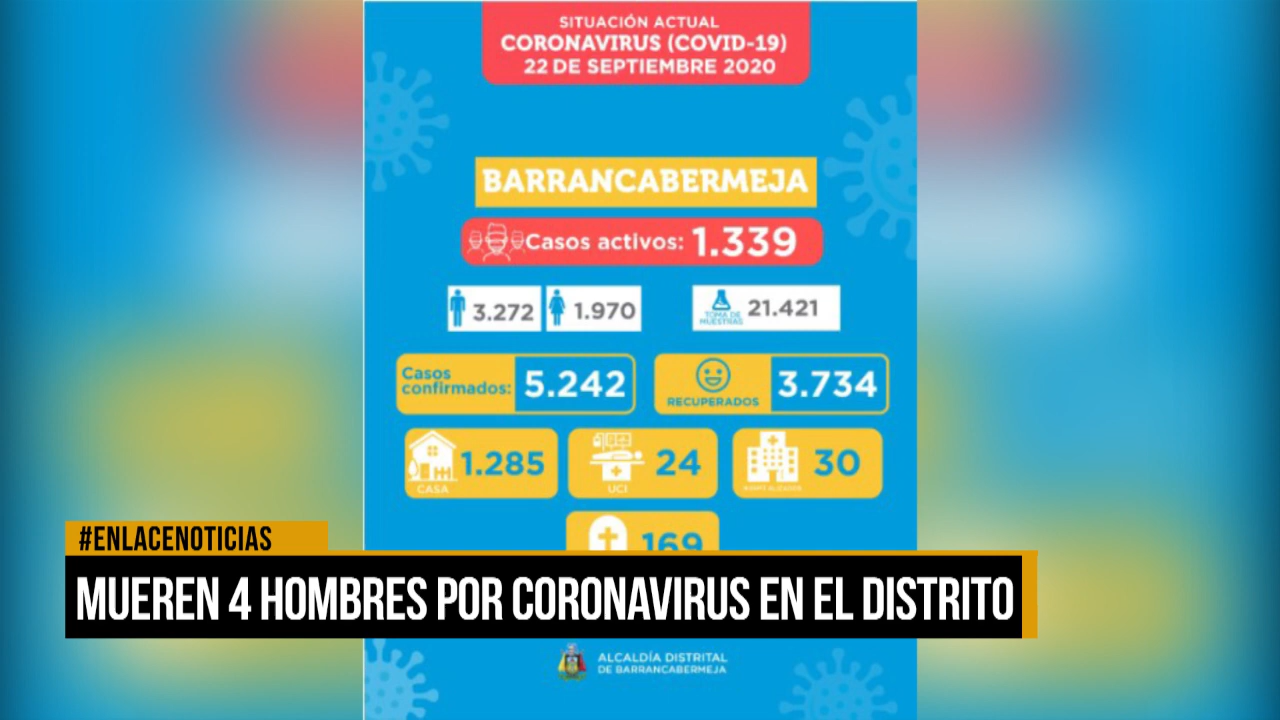 SITUACIÓN ACTUAL
CORONAVIRUS (COVID-19)
22 DE SEPTIEMBRE 2020
BARRANCABERMEJA
Casos activos: 1.339
3.272
1.970
TOMA DE
MUESTRAS
21.421
Casos
confirmados:
5.242
RECUPERADOS
3.734
CASA
1.285
UCI
24
HOSPITALIZADOS
30
169
#ENLACENOTICIAS
MUEREN 4 HOMBRES POR CORONAVIRUS EN EL DISTRITO
ALCALDÍA DISTRITAL
DE BARRANCABERMEJA